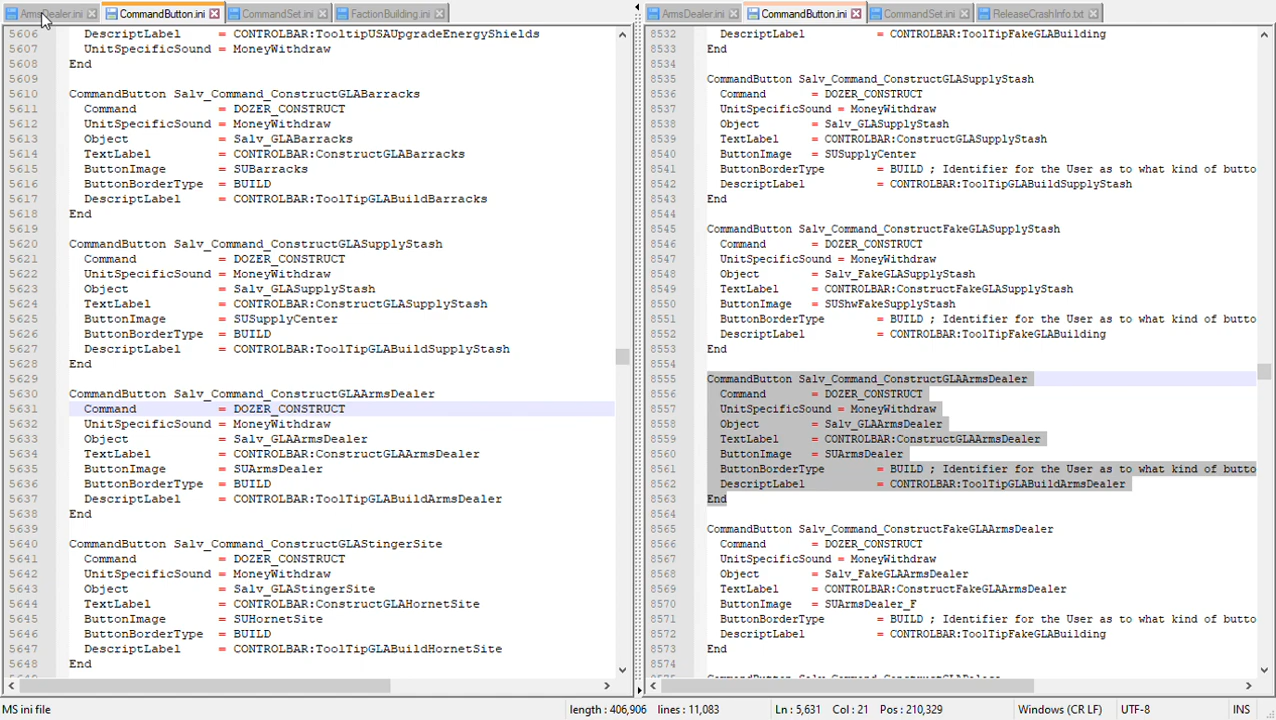 ArmsDealer.ini CommandButton.ini CommandSet.ini FactionBuilding.ini
5606 DescriptLabel = CONTROLBAR:TooltipUSAUpgradeEnergyShields
5607 UnitSpecificSound = MoneyWithdraw
5608 End
5609
5610 CommandButton Salv_Command_ConstructGLABarracks
5611 Command = DOZER_CONSTRUCT
5612 UnitSpecificSound = MoneyWithdraw
5613 Object = Salv_GLABarracks
5614 TextLabel = CONTROLBAR:ConstructGLABarracks
5615 ButtonImage = SUBarracks
5616 ButtonBorderType = BUILD
5617 DescriptLabel = CONTROLBAR:ToolTipGLABuildBarracks
5618 End
5619
5620 CommandButton Salv_Command_ConstructGLASupplyStash
5621 Command = DOZER_CONSTRUCT
5622 UnitSpecificSound = MoneyWithdraw
5623 Object = Salv_GLASupplyStash
5624 TextLabel = CONTROLBAR:ConstructGLASupplyStash
5625 ButtonImage = SUSupplyCenter
5626 ButtonBorderType = BUILD
5627 DescriptLabel = CONTROLBAR:ToolTipGLABuildSupplyStash
5628 End
5629
5630 CommandButton Salv_Command_ConstructGLAArmsDealer
5631 Command = DOZER_CONSTRUCT
5632 UnitSpecificSound = MoneyWithdraw
5633 Object = Salv_GLAArmsDealer
5634 TextLabel = CONTROLBAR:ConstructGLAArmsDealer
5635 ButtonImage = SUArmsDealer
5636 ButtonBorderType = BUILD
5637 DescriptLabel = CONTROLBAR:ToolTipGLABuildArmsDealer
5638 End
5639
5640 CommandButton Salv_Command_ConstructGLAStingerSite
5641 Command = DOZER_CONSTRUCT
5642 UnitSpecificSound = MoneyWithdraw
5643 Object = Salv_GLAStingerSite
5644 TextLabel = CONTROLBAR:ConstructGLAHornetSite
5645 ButtonImage = SUHornetSite
5646 ButtonBorderType = BUILD
5647 DescriptLabel = CONTROLBAR:ToolTipGLABuildHornetSite
5648 End
ArmsDealer.ini CommandButton.ini CommandSet.ini ReleaseCrashInfo.txt
8532 DescriptLabel = CONTROLBAR:ToolTipFakeGLABuilding
8533 End
8534
8535 CommandButton Salv_Command_ConstructGLASupplyStash
8536 Command = DOZER_CONSTRUCT
8537 UnitSpecificSound = MoneyWithdraw
8538 Object = Salv_GLASupplyStash
8539 TextLabel = CONTROLBAR:ConstructGLASupplyStash
8540 ButtonImage = SUSupplyCenter
8541 ButtonBorderType = BUILD ; Identifier for the User as to what kind of butto
8542 DescriptLabel = CONTROLBAR:ToolTipGLABuildSupplyStash
8543 End
8544
8545 CommandButton Salv_Command_ConstructFakeGLASupplyStash
8546 Command = DOZER_CONSTRUCT
8547 UnitSpecificSound = MoneyWithdraw
8548 Object = Salv_FakeGLASupplyStash
8549 TextLabel = CONTROLBAR:ConstructFakeGLASupplyStash
8550 ButtonImage = SUShwFakeSupplyStash
8551 ButtonBorderType = BUILD ; Identifier for the User as to what kind of butto
8552 DescriptLabel = CONTROLBAR:ToolTipFakeGLABuilding
8553 End
8554
8555 CommandButton Salv_Command_ConstructGLAArmsDealer
8556 Command = DOZER_CONSTRUCT
8557 UnitSpecificSound = MoneyWithdraw
8558 Object = Salv_GLAArmsDealer
8559 TextLabel = CONTROLBAR:ConstructGLAArmsDealer
8560 ButtonImage = SUArmsDealer
8561 ButtonBorderType = BUILD ; Identifier for the User as to what kind of butto
8562 DescriptLabel = CONTROLBAR:ToolTipGLABuildArmsDealer
8563 End
8564
8565 CommandButton Salv_Command_ConstructFakeGLAArmsDealer
8566 Command = DOZER_CONSTRUCT
8567 UnitSpecificSound = MoneyWithdraw
8568 Object = Salv_FakeGLAArmsDealer
8569 TextLabel = CONTROLBAR:ConstructFakeGLAArmsDealer
8570 ButtonImage = SUArmsDealer_F
8571 ButtonBorderType = BUILD ; Identifier for the User as to what kind of butto
8572 DescriptLabel = CONTROLBAR:ToolTipFakeGLABuilding
8573 End
8574
MS ini file length : 406,906 lines : 11,083 Ln : 5,631 Col : 21 Pos : 210,329 Windows (CR LF) UTF-8 INS